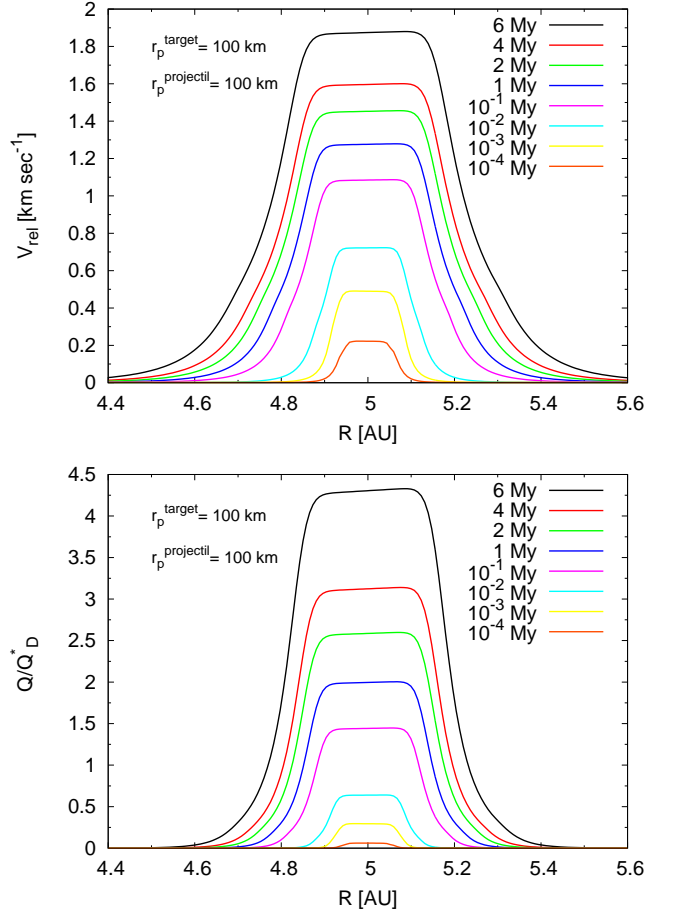 2
1.8
1.6
1.4
1.2
1
0.8
0.6
0.4
0.2
0
V_rel [km sec^-1]
r_p^target= 100 km
r_p^projectil= 100 km
6 My
4 My
2 My
1 My
10^-1 My
10^-2 My
10^-3 My
10^-4 My
4.4 4.6 4.8 5 5.2 5.4 5.6
R [AU]
4.5
4
3.5
3
2.5
2
1.5
1
0.5
0
Q/Q^*_D
r_p^target= 100 km
r_p^projectil= 100 km
6 My
4 My
2 My
1 My
10^-1 My
10^-2 My
10^-3 My
10^-4 My
4.4 4.6 4.8 5 5.2 5.4 5.6
R [AU]